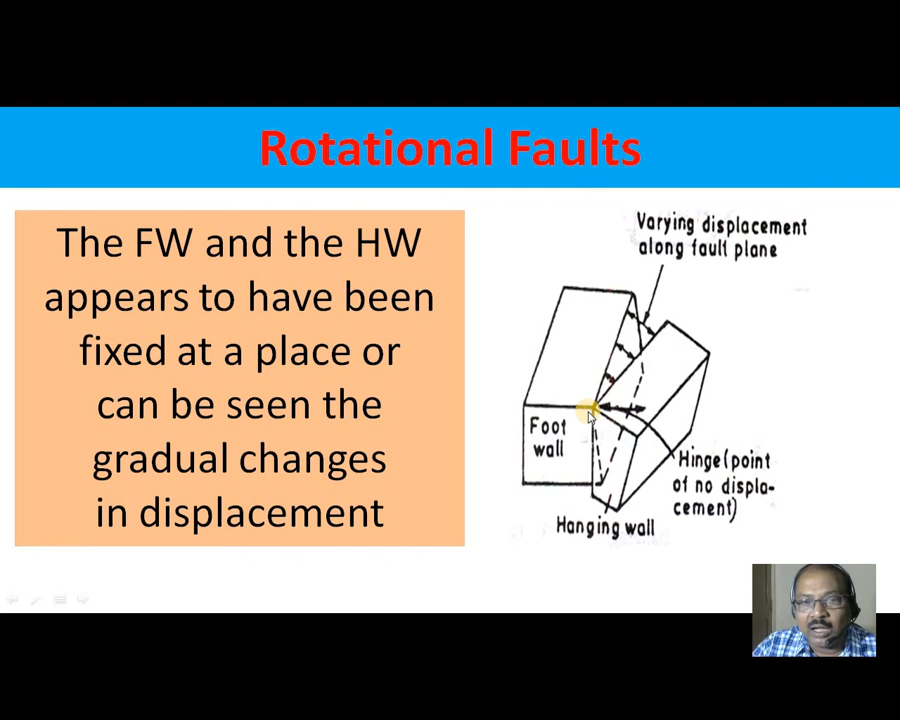 Rotational Faults
The FW and the HW
appears to have been
fixed at a place or
can be seen the
gradual changes
in displacement
Varying displacement
along fault plane
Foot
wall
Hinge(point
of no displa-
cement)
Hanging wall